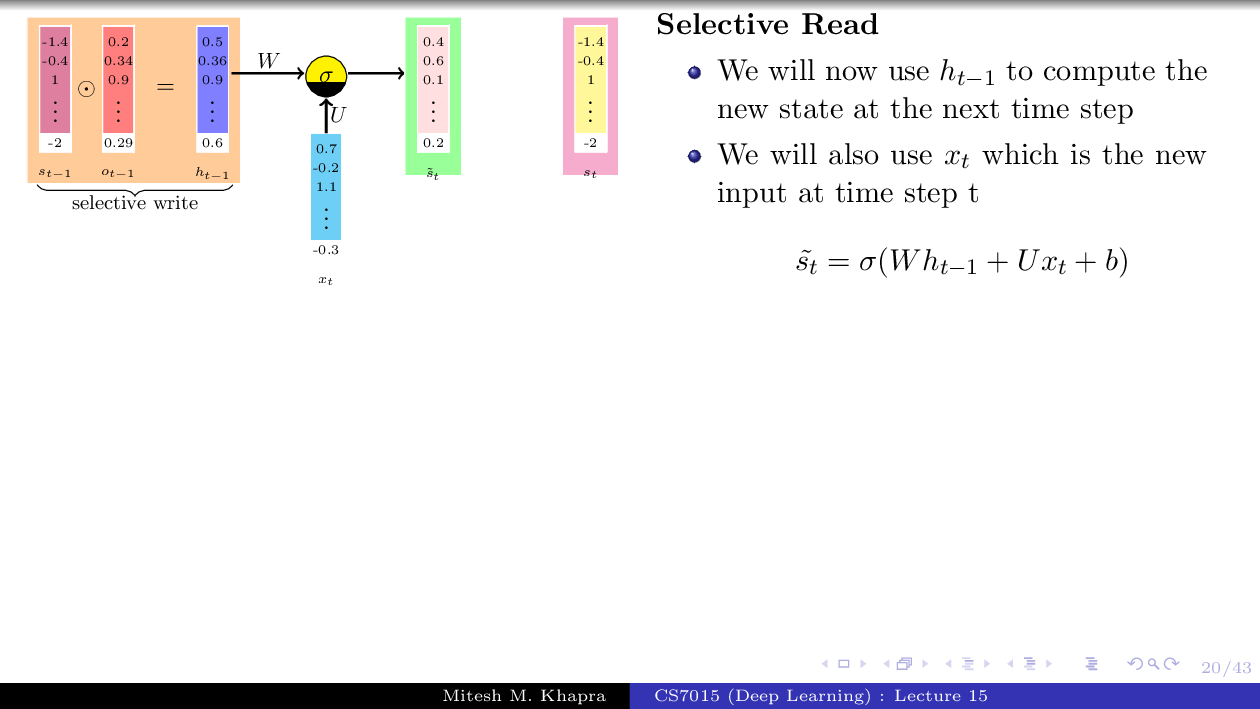 -1.4
-0.4
1
⋮
-2
s_{t−1}
⊙
0.2
0.34
0.9
⋮
0.29
o_{t−1}
=
0.5
0.36
0.9
⋮
0.6
h_{t−1}
selective write
W
σ
U
0.7
-0.2
1.1
⋮
-0.3
x_t
0.4
0.6
0.1
⋮
0.2
s̃_t
-1.4
-0.4
1
⋮
-2
s_t
Selective Read
We will now use h_{t−1} to compute the
new state at the next time step
We will also use x_t which is the new
input at time step t
s̃_t = σ(Wh_{t−1} + Ux_t + b)
20/43
Mitesh M. Khapra
CS7015 (Deep Learning) : Lecture 15